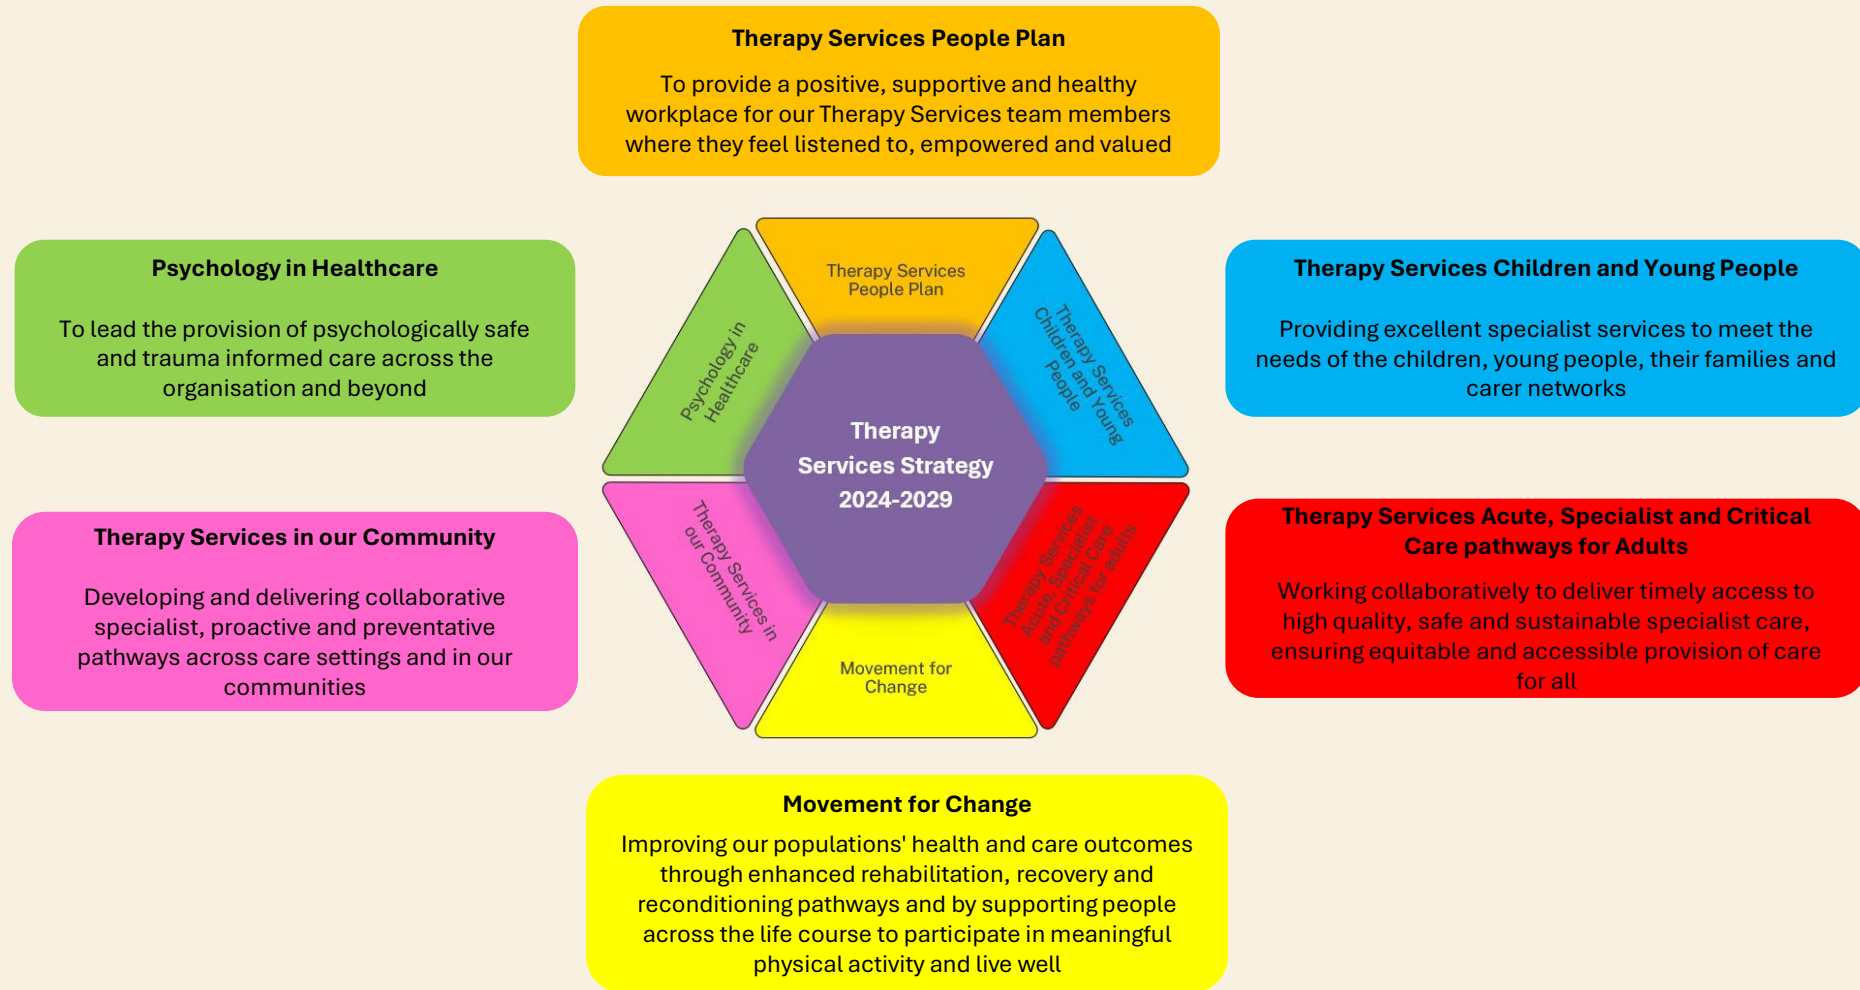 Therapy Services People Plan
To provide a positive, supportive and healthy
workplace for our Therapy Services team members
where they feel listened to, empowered and valued
Psychology in Healthcare
To lead the provision of psychologically safe
and trauma informed care across the
organisation and beyond
Therapy Services Children and Young People
Providing excellent specialist services to meet the
needs of the children, young people, their families and
carer networks
Therapy Services
People Plan
Psychology in
Healthcare
Therapy Services
Children and Young
People
Therapy
Services Strategy
2024-2029
Therapy Services in
our Community
Therapy Services
Acute, Specialist
and Critical Care
pathways for adults
Movement for
Change
Therapy Services in our Community
Developing and delivering collaborative
specialist, proactive and preventative
pathways across care settings and in our
communities
Therapy Services Acute, Specialist and Critical
Care pathways for Adults
Working collaboratively to deliver timely access to
high quality, safe and sustainable specialist care,
ensuring equitable and accessible provision of care
for all
Movement for Change
Improving our populations' health and care outcomes
through enhanced rehabilitation, recovery and
reconditioning pathways and by supporting people
across the life course to participate in meaningful
physical activity and live well